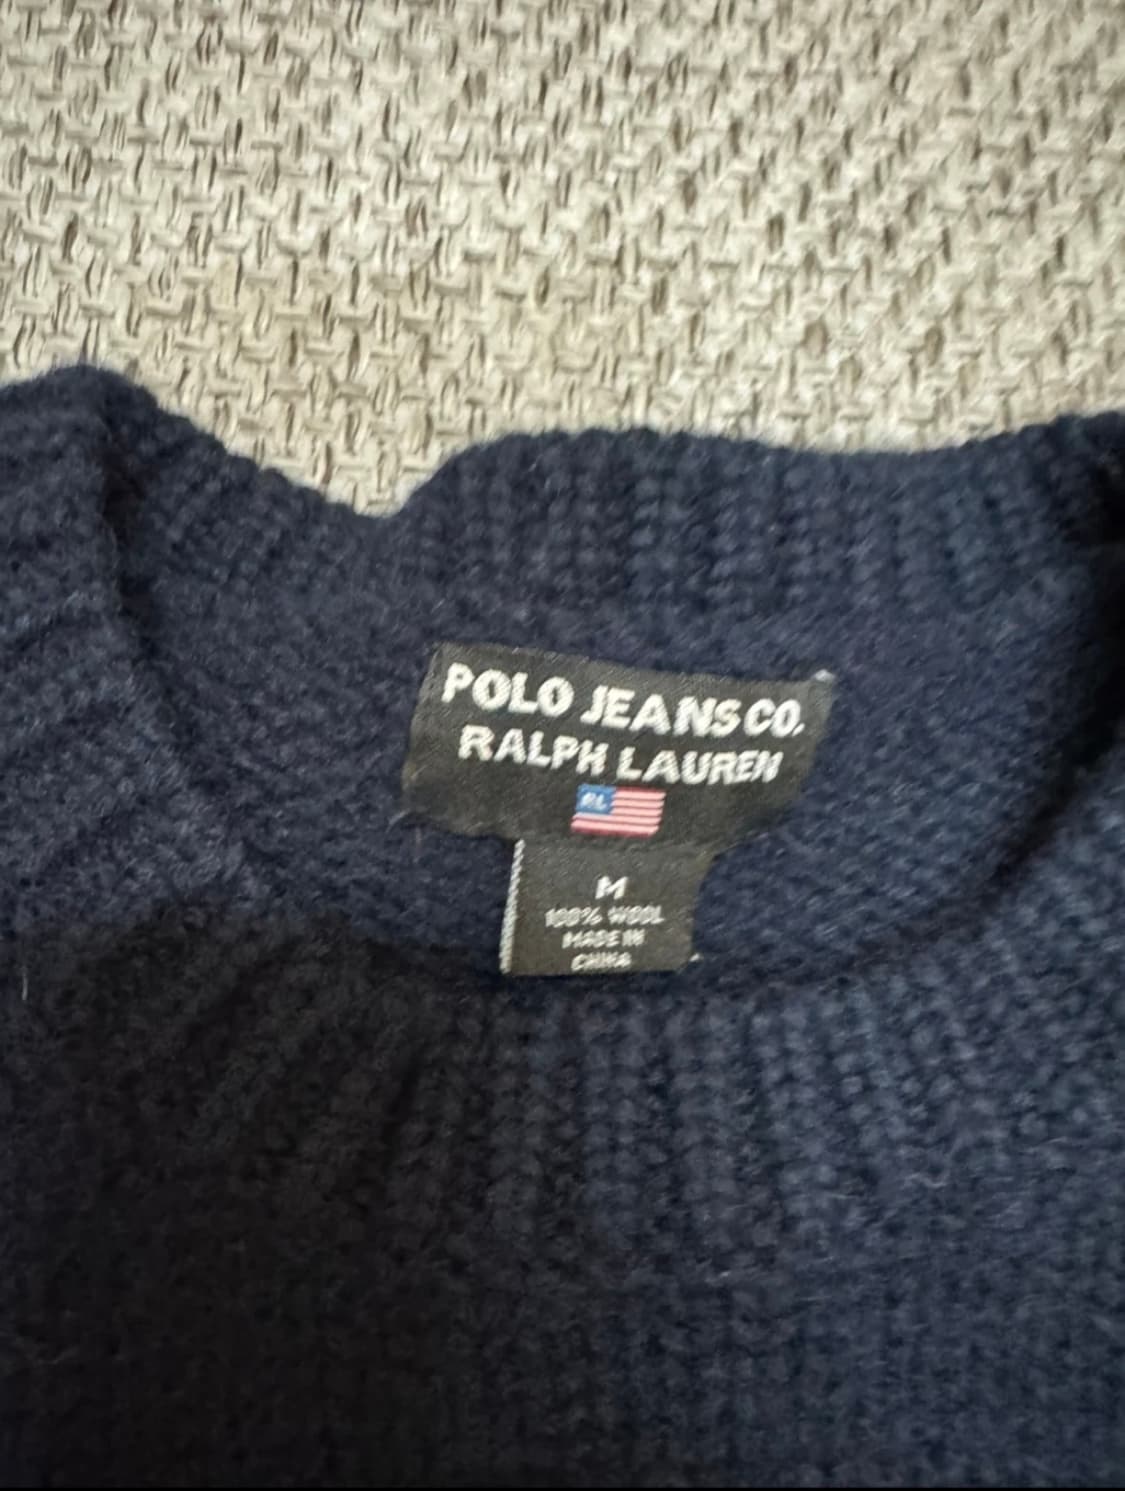 POLO JEANS CO.
RALPH LAUREN
RL
M
100% WOOL
MADE IN
CHINA